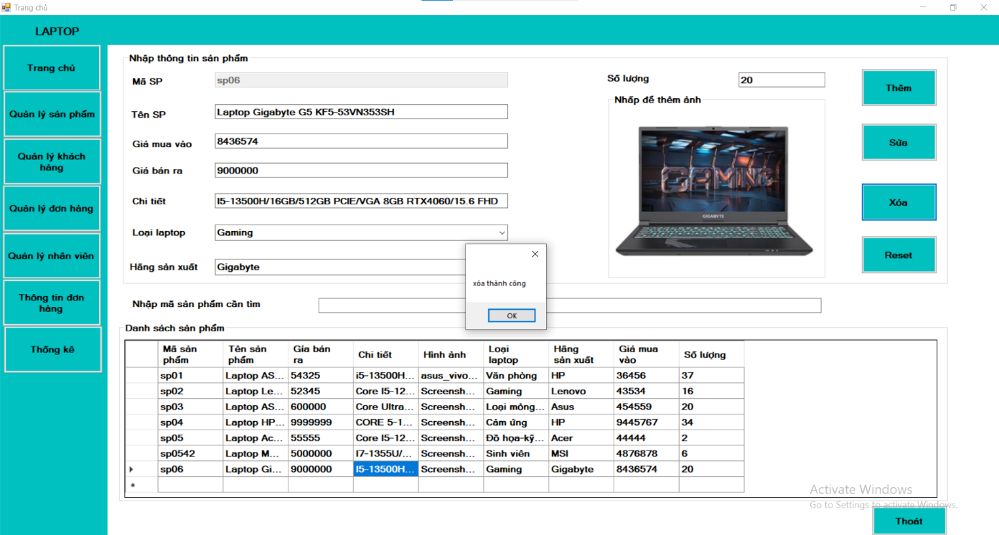 Trang chủ
LAPTOP
Trang chủ
Quản lý sản phẩm
Quản lý khách
hàng
Quản lý đơn hàng
Quản lý nhân viên
Thông tin đơn
hàng
Thống kê
Nhập thông tin sản phẩm
Mã SP sp06
Tên SP Laptop Gigabyte G5 KF5-53VN353SH
Giá mua vào 8436574
Giá bán ra 9000000
Chi tiết I5-13500H/16GB/512GB PCIE/VGA 8GB RTX4060/15.6 FHD
Loại laptop Gaming
Hãng sản xuất Gigabyte
Số lượng 20
Nhấp để thêm ảnh
GAMING
GIGABYTE
Thêm
Sửa
Xóa
Reset
xóa thành công
OK
Nhập mã sản phẩm cần tìm
Danh sách sản phẩm
Mã sản phẩm Tên sản phẩm Gía bán ra Chi tiết Hình ảnh Loại laptop Hãng sản xuất Giá mua vào Số lượng
sp01 Laptop AS... 54325 i5-13500H... asus_vivo... Văn phòng HP 36456 37
sp02 Laptop Le... 52345 Core I5-12... Screensh... Gaming Lenovo 43534 16
sp03 Laptop AS... 600000 Core Ultra... Screensh... Loại mỏng... Asus 454559 20
sp04 Laptop HP... 9999999 CORE 5-1... Screensh... Cảm ứng HP 9445767 34
sp05 Laptop Ac... 55555 Core I5-12... Screensh... Đồ họa-kỹ... Acer 44444 2
sp0542 Laptop M... 5000000 I7-1355U/... Screensh... Sinh viên MSI 4876878 6
sp06 Laptop Gi... 9000000 I5-13500H... Screensh... Gaming Gigabyte 8436574 20
Activate Windows
Go to Settings to activate Windows.
Thoát